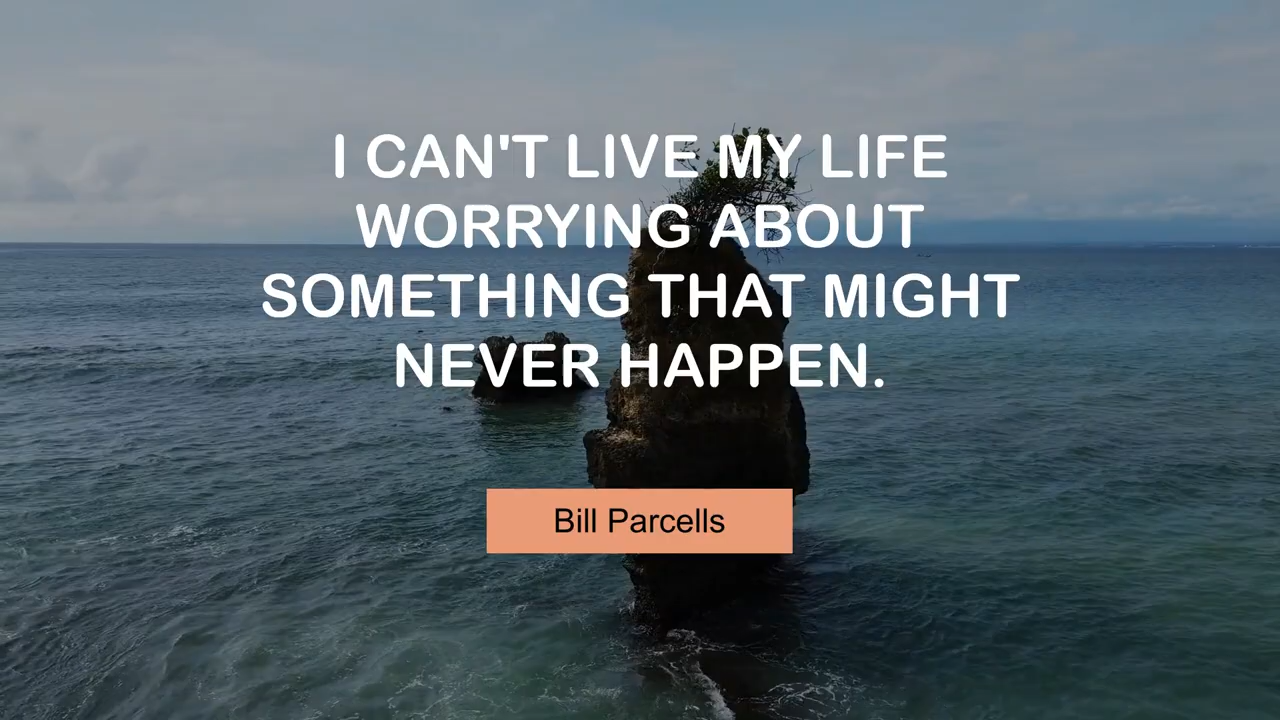 I CAN'T LIVE MY LIFE
WORRYING ABOUT
SOMETHING THAT MIGHT
NEVER HAPPEN.
Bill Parcells